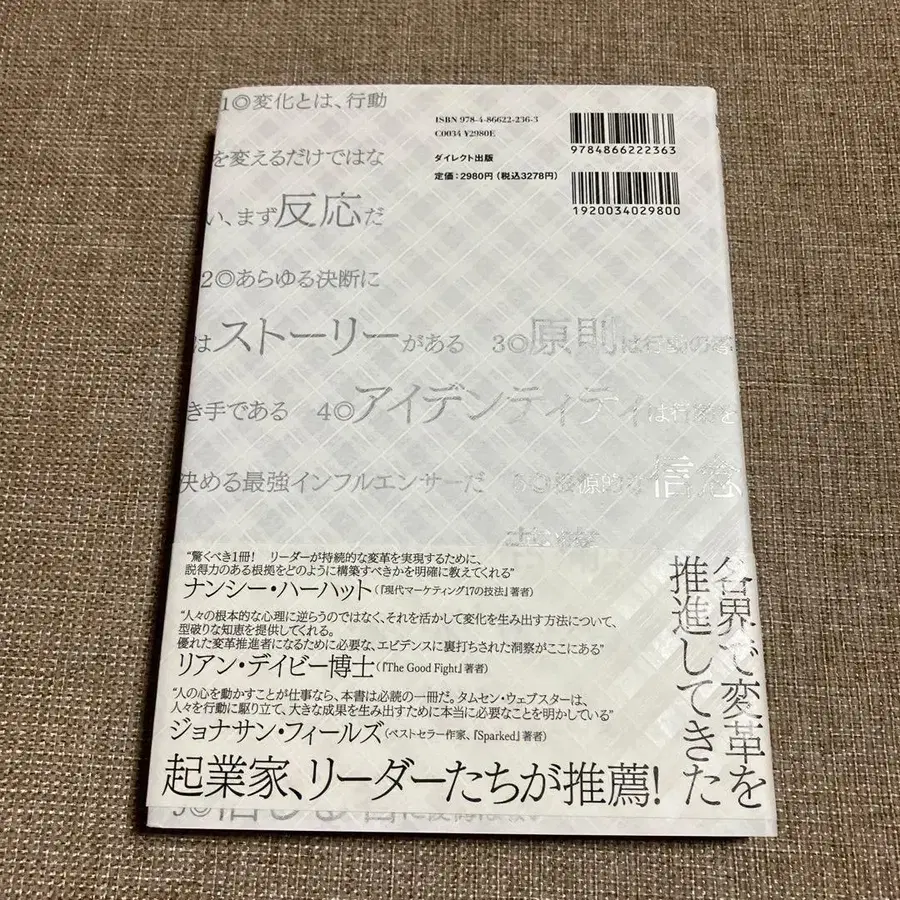 1◎変化とは、行動
を変えるだけではな
い、まず反応だ
2◎あらゆる決断に
はストーリーがある 3◎原則は行動の
き手である 4◎アイデンティティは行動を
決める最強インフルエンサーだ
信念
ISBN 978-4-86622-236-3
C0034 ¥2980E
ダイレクト出版
定価:2980円(税込3278円)
9784866222363
1920034029800
“驚くべき1冊! リーダーが持続的な変革を実現するために、
説得力のある根拠をどのように構築すべきかを明確に教えてくれる”
ナンシー・ハーハット(『現代マーケティング17の技法』著者)
“人々の根本的な心理に逆らうのではなく、それを活かして変化を生み出す方法について、
型破りな知恵を提供してくれる。
優れた変革推進者になるために必要な、エビデンスに裏打ちされた洞察がここにある”
リアン・デイビー博士(『The Good Fight』著者)
“人の心を動かすことが仕事なら、本書は必読の一冊だ。タムセン・ウェブスターは、
人々を行動に駆り立て、大きな成果を生み出すために本当に必要なことを明かしている”
ジョナサン・フィールズ(ベストセラー作家、『Sparked』著者)
各界で変革を
推進してきた
起業家、リーダーたちが推薦!